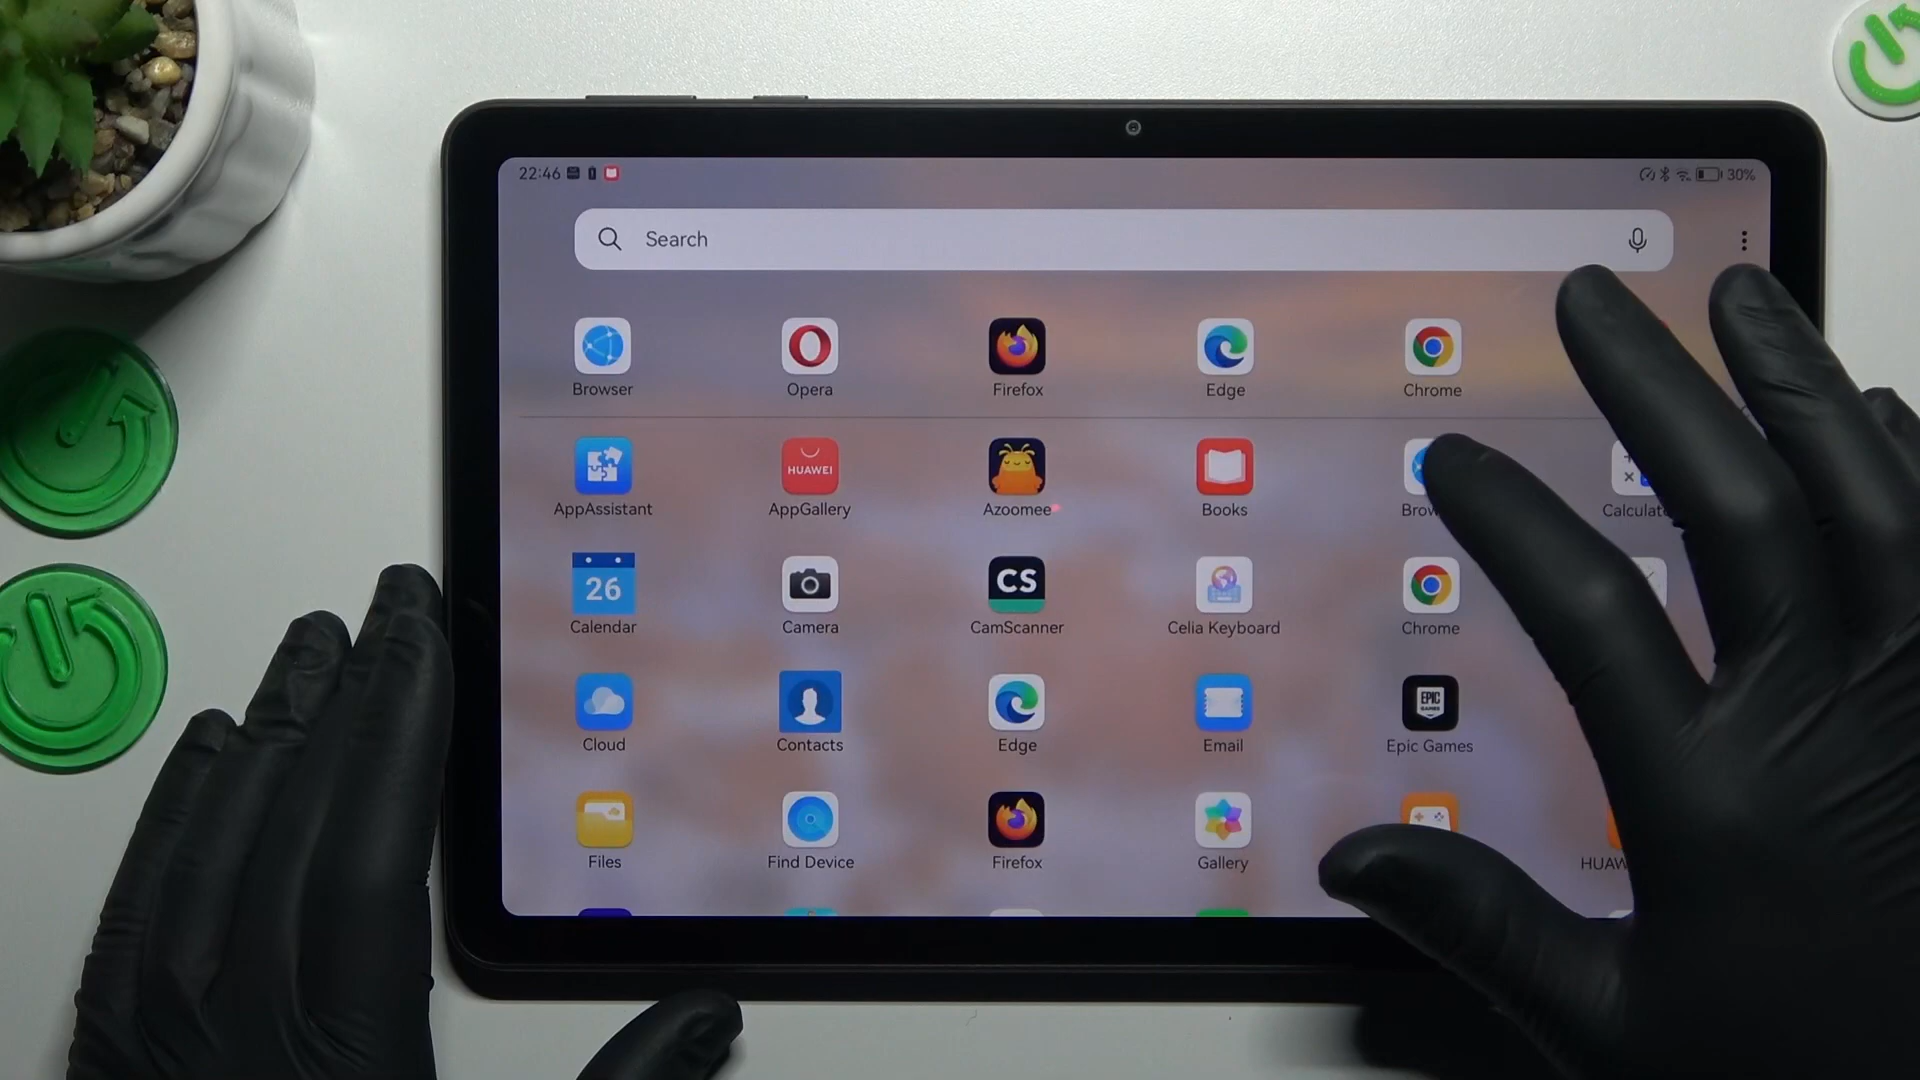 22:46
30%
Search
Browser Opera Firefox Edge Chrome
HUAWEI
AppAssistant AppGallery Azoomee Books
26
CS
Calendar Camera CamScanner Celia Keyboard Chrome
EPIC
GAMES
Cloud Contacts Edge Email Epic Games
Files Find Device Firefox Gallery